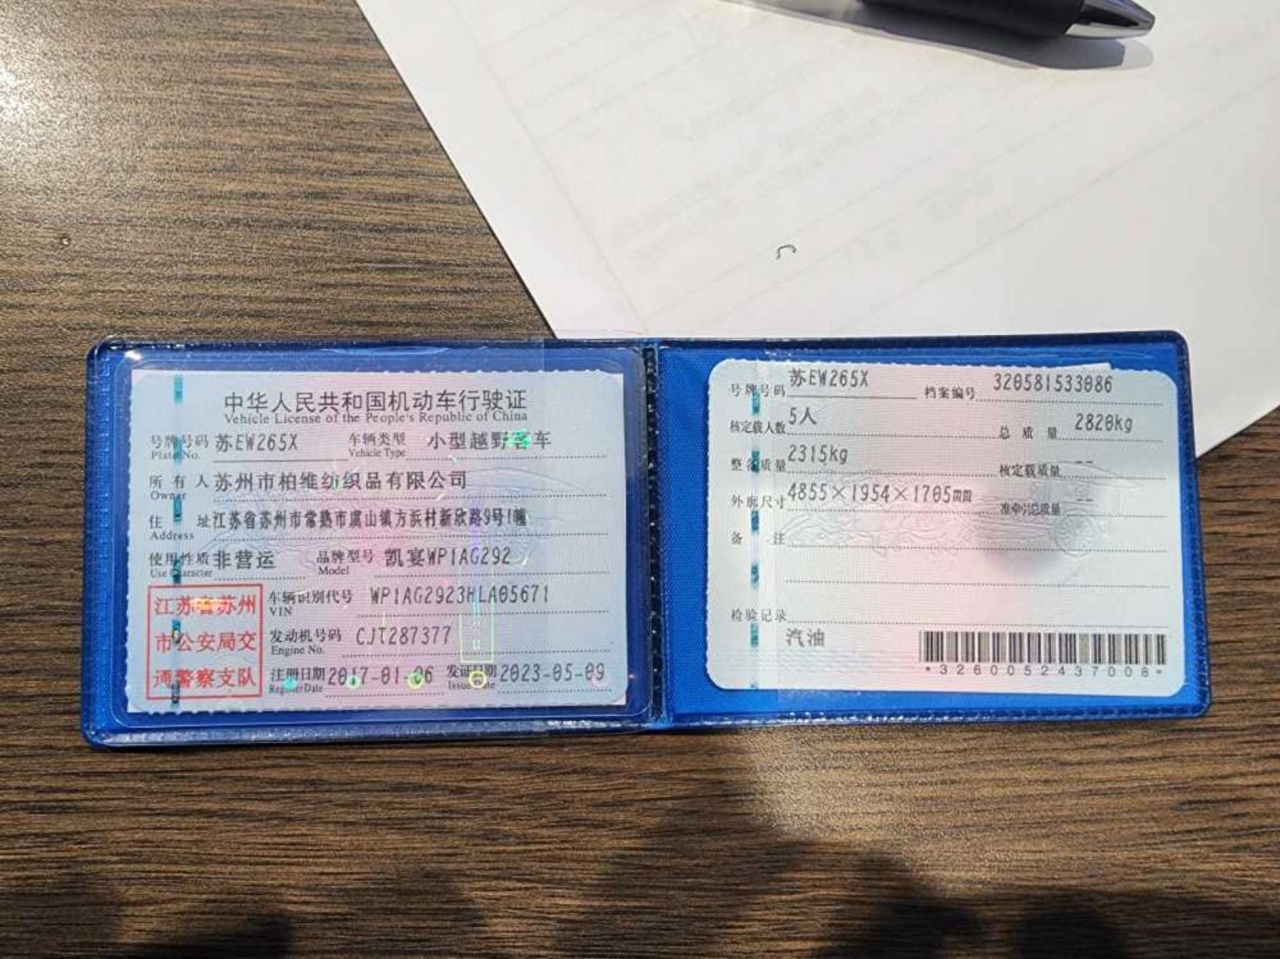 中华人民共和国机动车行驶证
Vehicle License of the People's Republic of China
号牌号码 苏EW265X 车辆类型 小型越野客车
Plate No. Vehicle Type
所有人 苏州市柏维纺织品有限公司
Owner
住址 江苏省苏州市常熟市虞山镇方浜村新欣路9号1幢
Address
使用性质 非营运 品牌型号 凯宴WP1AG292
Use Character Model
江苏省苏州市公安局交通警察支队
车辆识别代号 WP1AG2923HLA05671
VIN
发动机号码 CJT287377
Engine No.
注册日期 2017-01-06 发证日期 2023-05-09
Register Date Issue Date
号牌号码 苏EW265X 档案编号 320581533086
核定载人数 5人 总质量 2820kg
整备质量 2315kg 核定载质量 --
外廓尺寸 4855×1954×1705mm 准牵引总质量 --
备注
检验记录
汽油
*3260052437008*